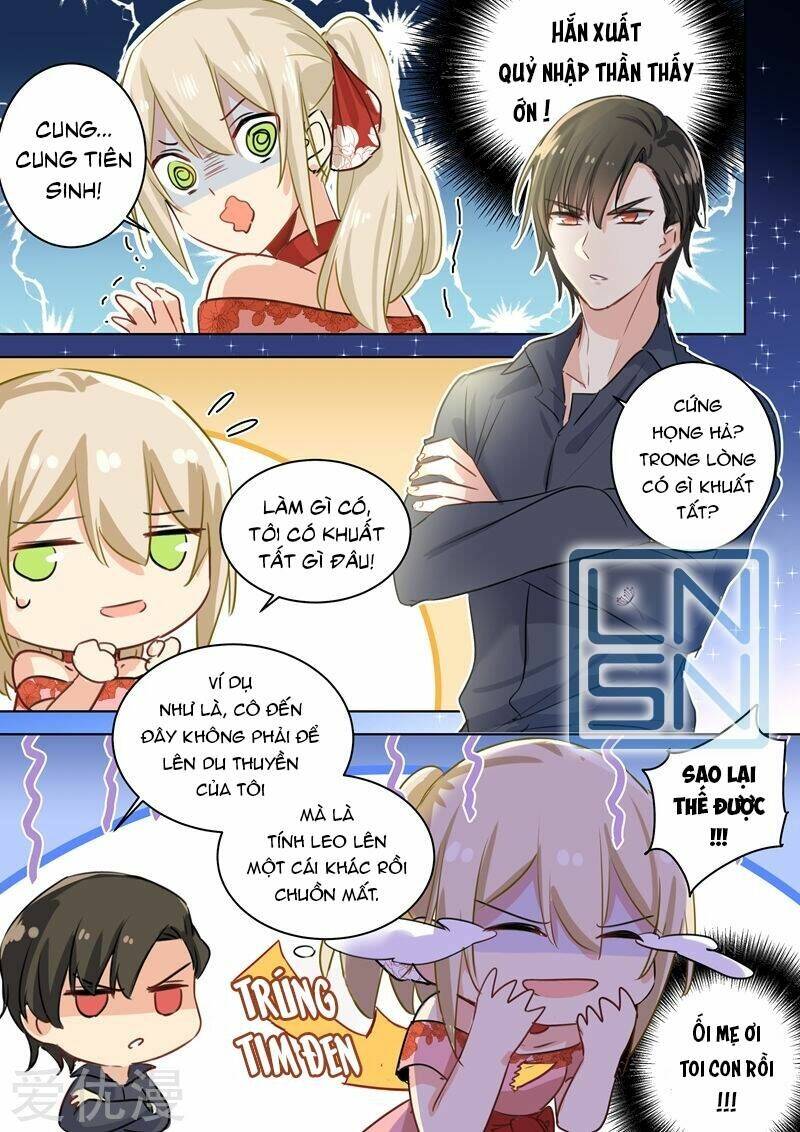 HẮN XUẤT
QUỶ NHẬP THẦN THẤY
ỚN !
CUNG...
CUNG TIÊN
SINH!
CỨNG
HỌNG HẢ?
TRONG LÒNG
CÓ GÌ KHUẤT
TẤT?
LÀM GÌ CÓ,
TÔI CÓ KHUẤT
TẤT GÌ ĐÂU!
LN
SN
VÍ DỤ
NHƯ LÀ, CÔ ĐẾN
ĐÂY KHÔNG PHẢI ĐỂ
LÊN DU THUYỀN
CỦA TÔI
MÀ LÀ
TÍNH LEO LÊN
MỘT CÁI KHÁC RỒI
CHUỒN MẤT.
SAO LẠI
THẾ ĐƯỢC
!!!
TRÚNG
TIM ĐEN
ỐI MẸ ƠI
TOI CON RỒI
!!!
爱优漫